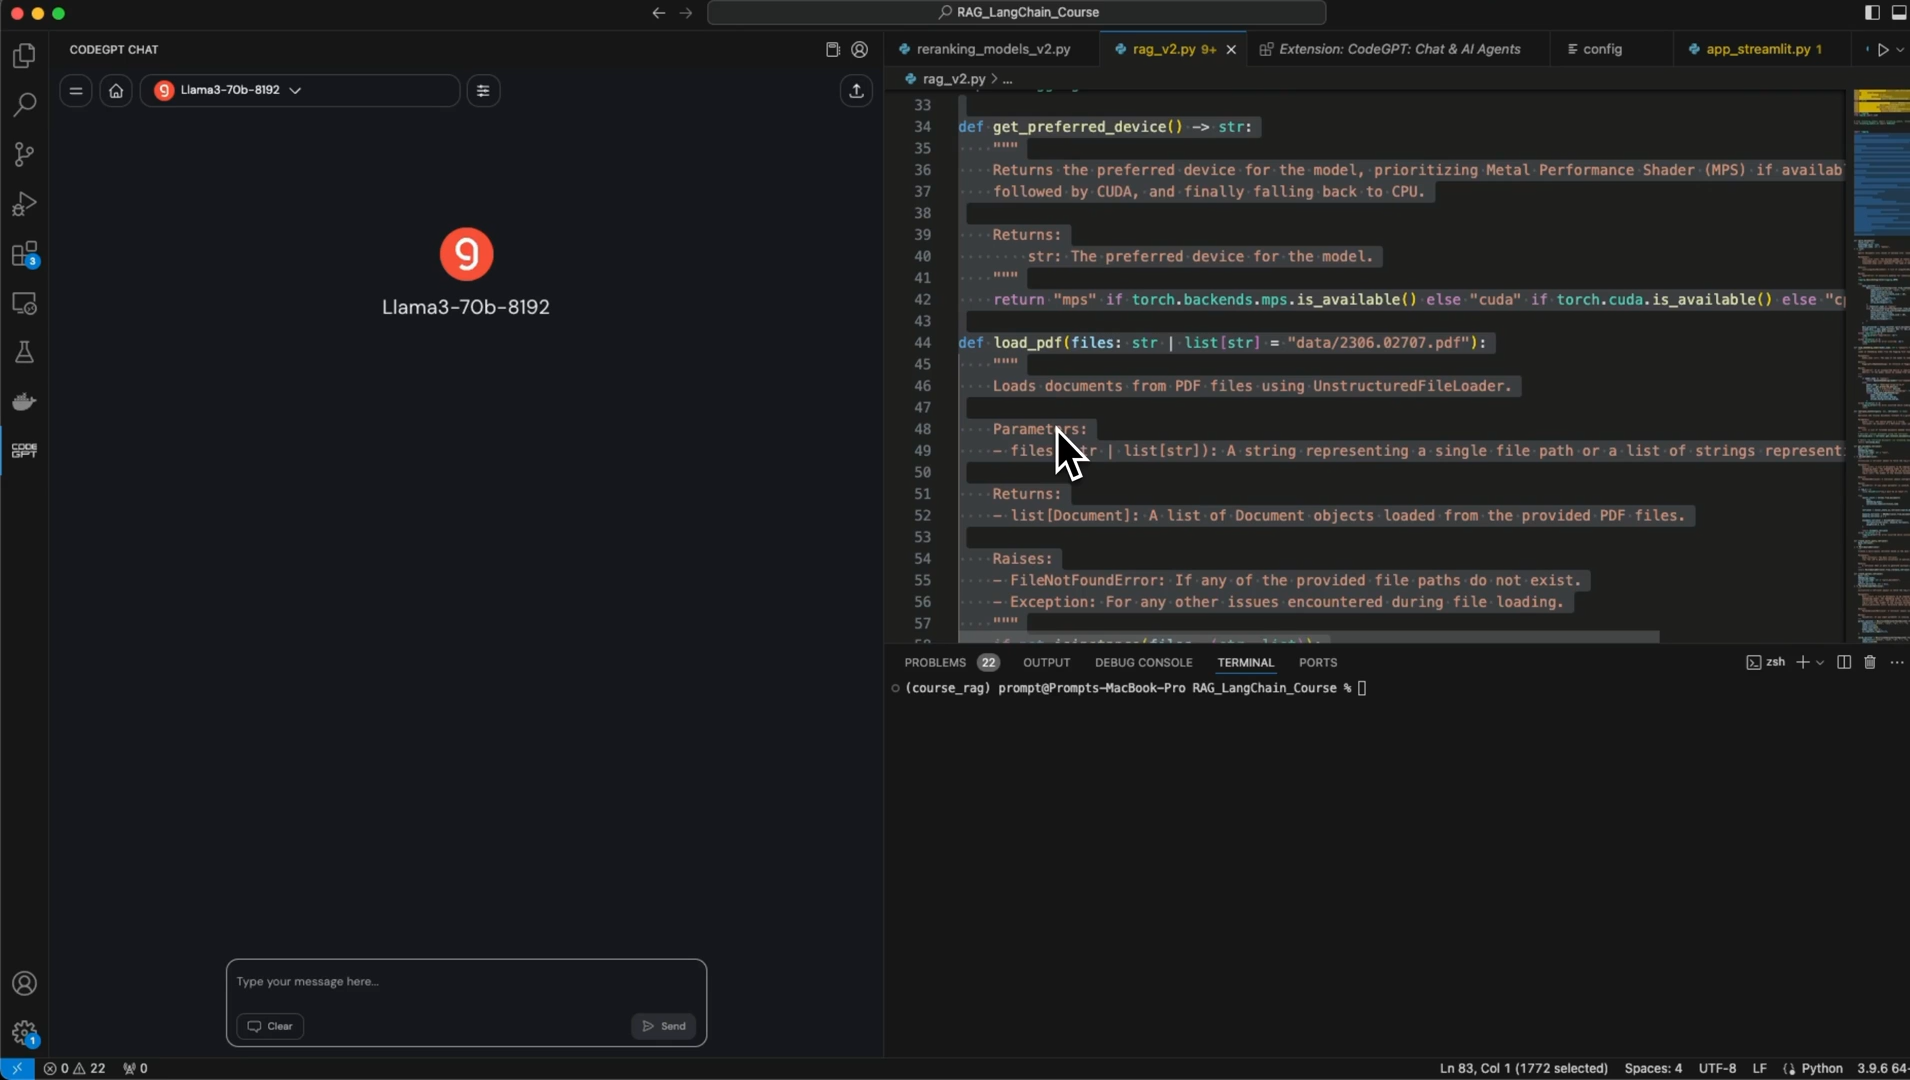 RAG_LangChain_Course
CODEGPT CHAT
Llama3-70b-8192
Llama3-70b-8192
Type your message here...
Clear
Send
CODE
GPT
3
1
reranking_models_v2.py
rag_v2.py 9+
Extension: CodeGPT: Chat & AI Agents
config
app_streamlit.py 1
rag_v2.py > ...
33
34 def get_preferred_device() -> str:
35 """
36 Returns the preferred device for the model, prioritizing Metal Performance Shader (MPS) if availab
37 followed by CUDA, and finally falling back to CPU.
38
39 Returns:
40 str: The preferred device for the model.
41 """
42 return "mps" if torch.backends.mps.is_available() else "cuda" if torch.cuda.is_available() else "cp
43
44 def load_pdf(files: str | list[str] = "data/2306.02707.pdf"):
45 """
46 Loads documents from PDF files using UnstructuredFileLoader.
47
48 Parameters:
49 - files tr | list[str]): A string representing a single file path or a list of strings represent
50
51 Returns:
52 - list[Document]: A list of Document objects loaded from the provided PDF files.
53
54 Raises:
55 - FileNotFoundError: If any of the provided file paths do not exist.
56 - Exception: For any other issues encountered during file loading.
57 """
PROBLEMS 22 OUTPUT DEBUG CONSOLE TERMINAL PORTS
zsh
(course_rag) prompt@Prompts-MacBook-Pro RAG_LangChain_Course %
0 22 0
Ln 83, Col 1 (1772 selected) Spaces: 4 UTF-8 LF Python 3.9.6 64-